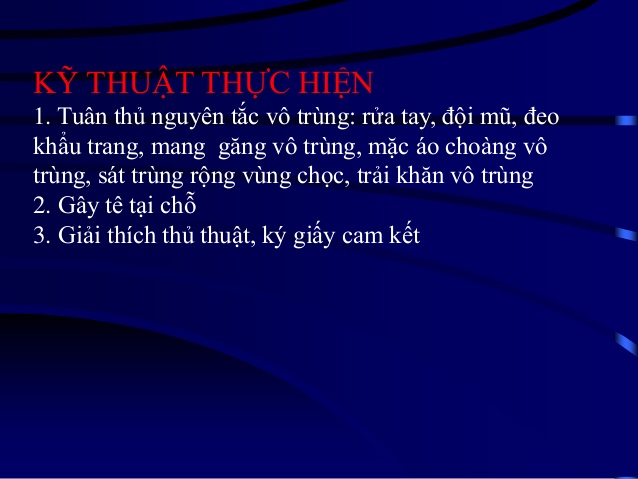 KỸ THUẬT THỰC HIỆN
1. Tuân thủ nguyên tắc vô trùng: rửa tay, đội mũ, đeo
khẩu trang, mang găng vô trùng, mặc áo choàng vô
trùng, sát trùng rộng vùng chọc, trải khăn vô trùng
2. Gây tê tại chỗ
3. Giải thích thủ thuật, ký giấy cam kết